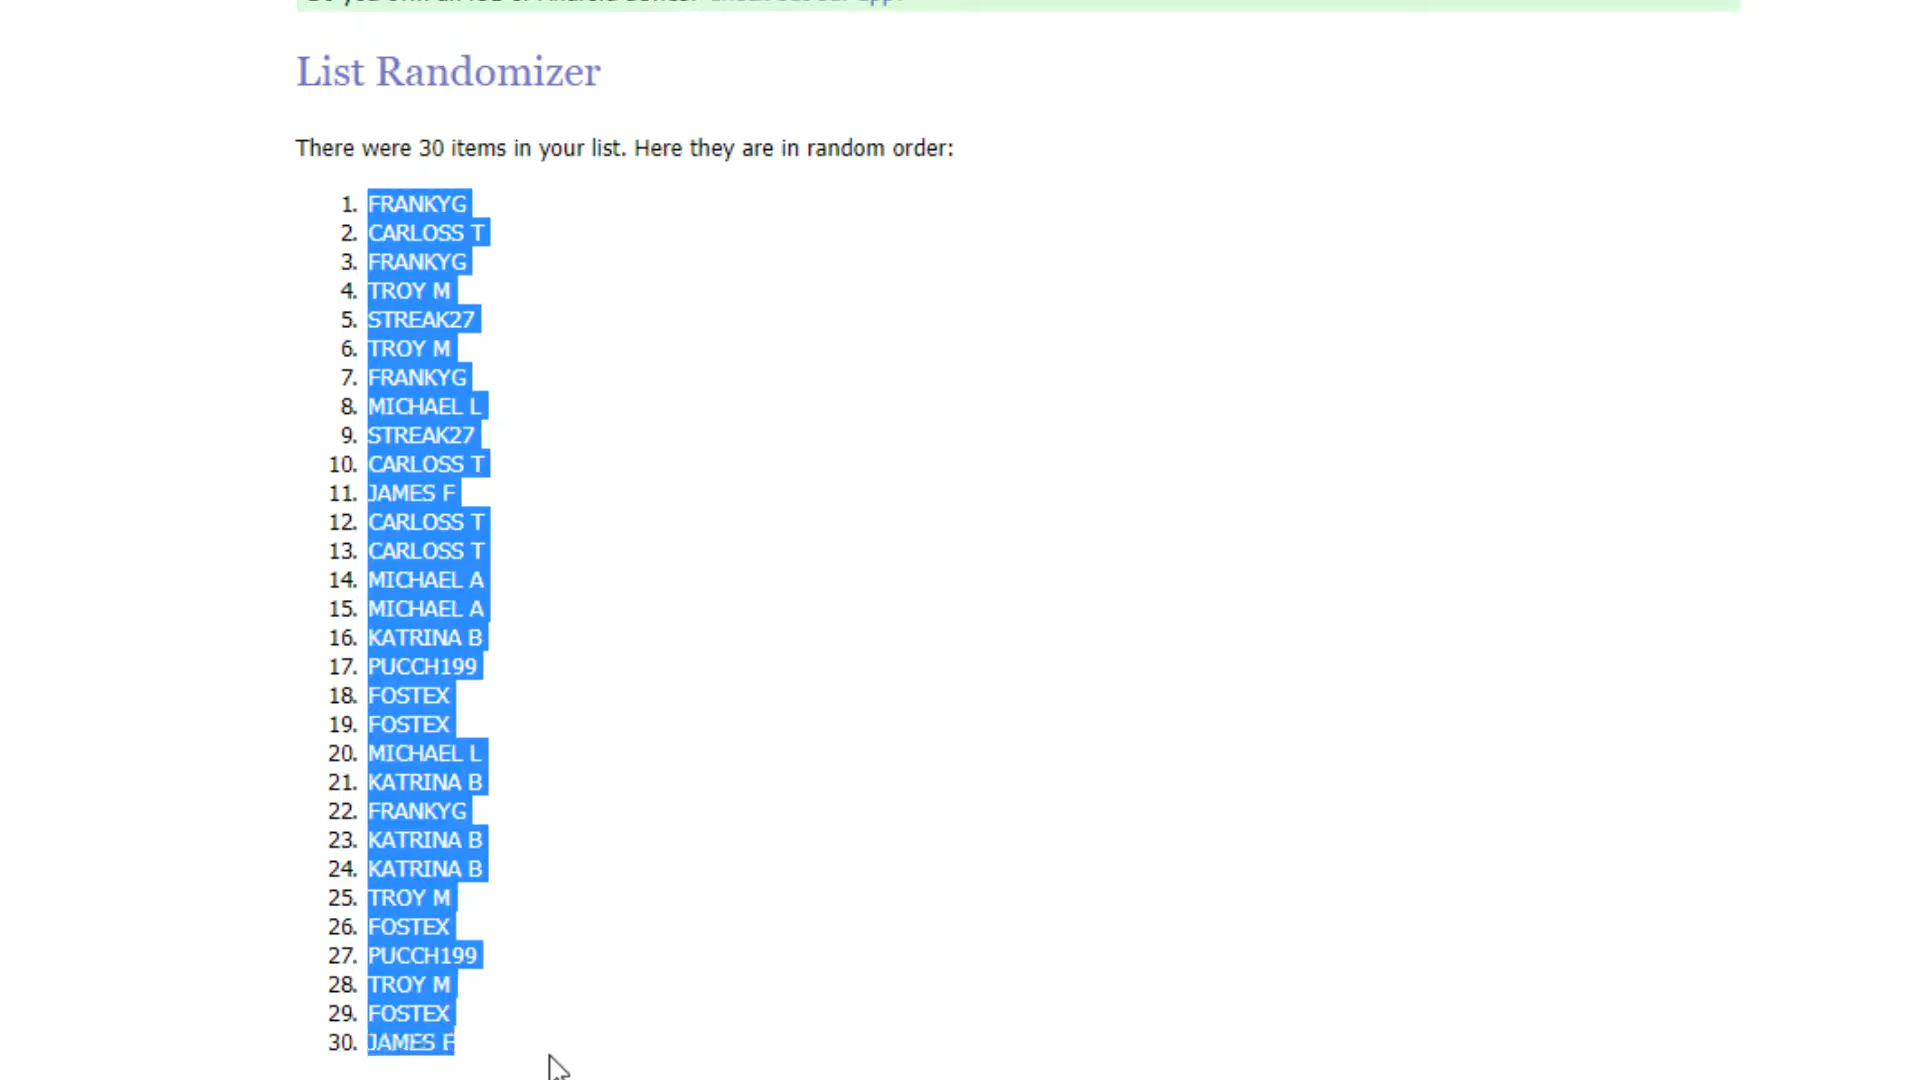 List Randomizer
There were 30 items in your list. Here they are in random order:
1. FRANKYG
2. CARLOSS T
3. FRANKYG
4. TROY M
5. STREAK27
6. TROY M
7. FRANKYG
8. MICHAEL L
9. STREAK27
10. CARLOSS T
11. JAMES F
12. CARLOSS T
13. CARLOSS T
14. MICHAEL A
15. MICHAEL A
16. KATRINA B
17. PUCCH199
18. FOSTEX
19. FOSTEX
20. MICHAEL L
21. KATRINA B
22. FRANKYG
23. KATRINA B
24. KATRINA B
25. TROY M
26. FOSTEX
27. PUCCH199
28. TROY M
29. FOSTEX
30. JAMES F